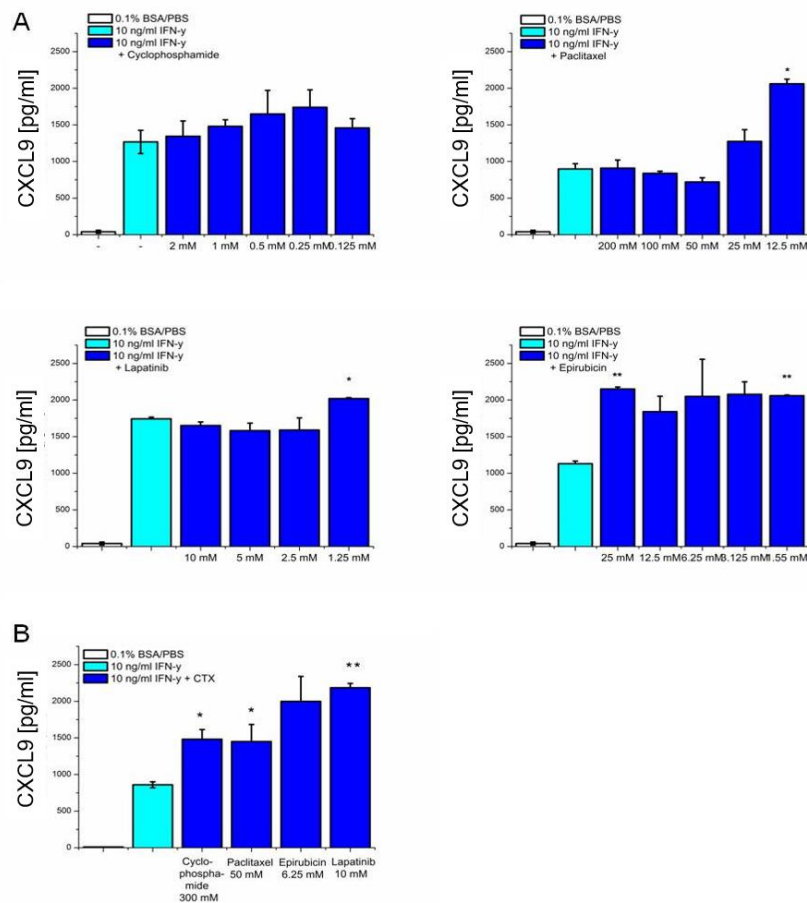 A
0.1% BSA/PBS
10 ng/ml IFN-y
10 ng/ml IFN-y
+ Cyclophosphamide
CXCL9 [pg/ml]
2500
2000
1500
1000
500
0
- - 2 mM 1 mM 0.5 mM 0.25 mM 0.125 mM
0.1% BSA/PBS
10 ng/ml IFN-y
10 ng/ml IFN-y
+ Paclitaxel
CXCL9 [pg/ml]
2500
2000
1500
1000
500
0
*
200 mM 100 mM 50 mM 25 mM 12.5 mM
0.1% BSA/PBS
10 ng/ml IFN-y
10 ng/ml IFN-y
+ Lapatinib
CXCL9 [pg/ml]
2500
2000
1500
1000
500
0
*
10 mM 5 mM 2.5 mM 1.25 mM
0.1% BSA/PBS
10 ng/ml IFN-y
10 ng/ml IFN-y
+ Epirubicin
CXCL9 [pg/ml]
2500
2000
1500
1000
500
0
** **
25 mM 12.5 mM 6.25 mM 3.125 mM 1.55 mM
B
0.1% BSA/PBS
10 ng/ml IFN-y
10 ng/ml IFN-y + CTX
CXCL9 [pg/ml]
2500
2000
1500
1000
500
0
* * **
Cyclo- Paclitaxel Epirubicin Lapatinib
phospha- 50 mM 6.25 mM 10 mM
mide
300 mM